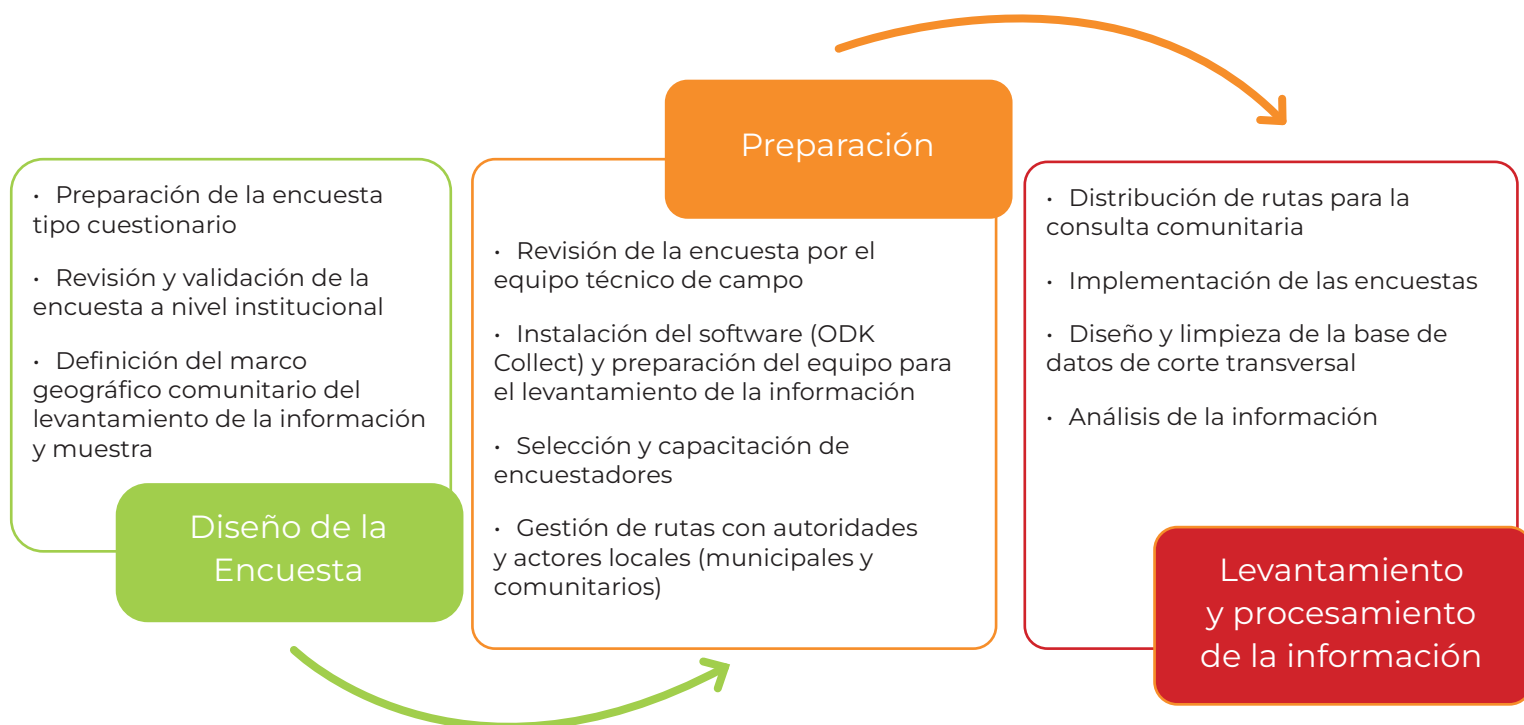 · Preparación de la encuesta
tipo cuestionario
· Revisión y validación de la
encuesta a nivel institucional
· Definición del marco
geográfico comunitario del
levantamiento de la información
y muestra
Diseño de la
Encuesta
Preparación
· Revisión de la encuesta por el
equipo técnico de campo
· Instalación del software (ODK
Collect) y preparación del equipo para
el levantamiento de la información
· Selección y capacitación de
encuestadores
· Gestión de rutas con autoridades
y actores locales (municipales y
comunitarios)
· Distribución de rutas para la
consulta comunitaria
· Implementación de las encuestas
· Diseño y limpieza de la base de
datos de corte transversal
· Análisis de la información
Levantamiento
y procesamiento
de la información